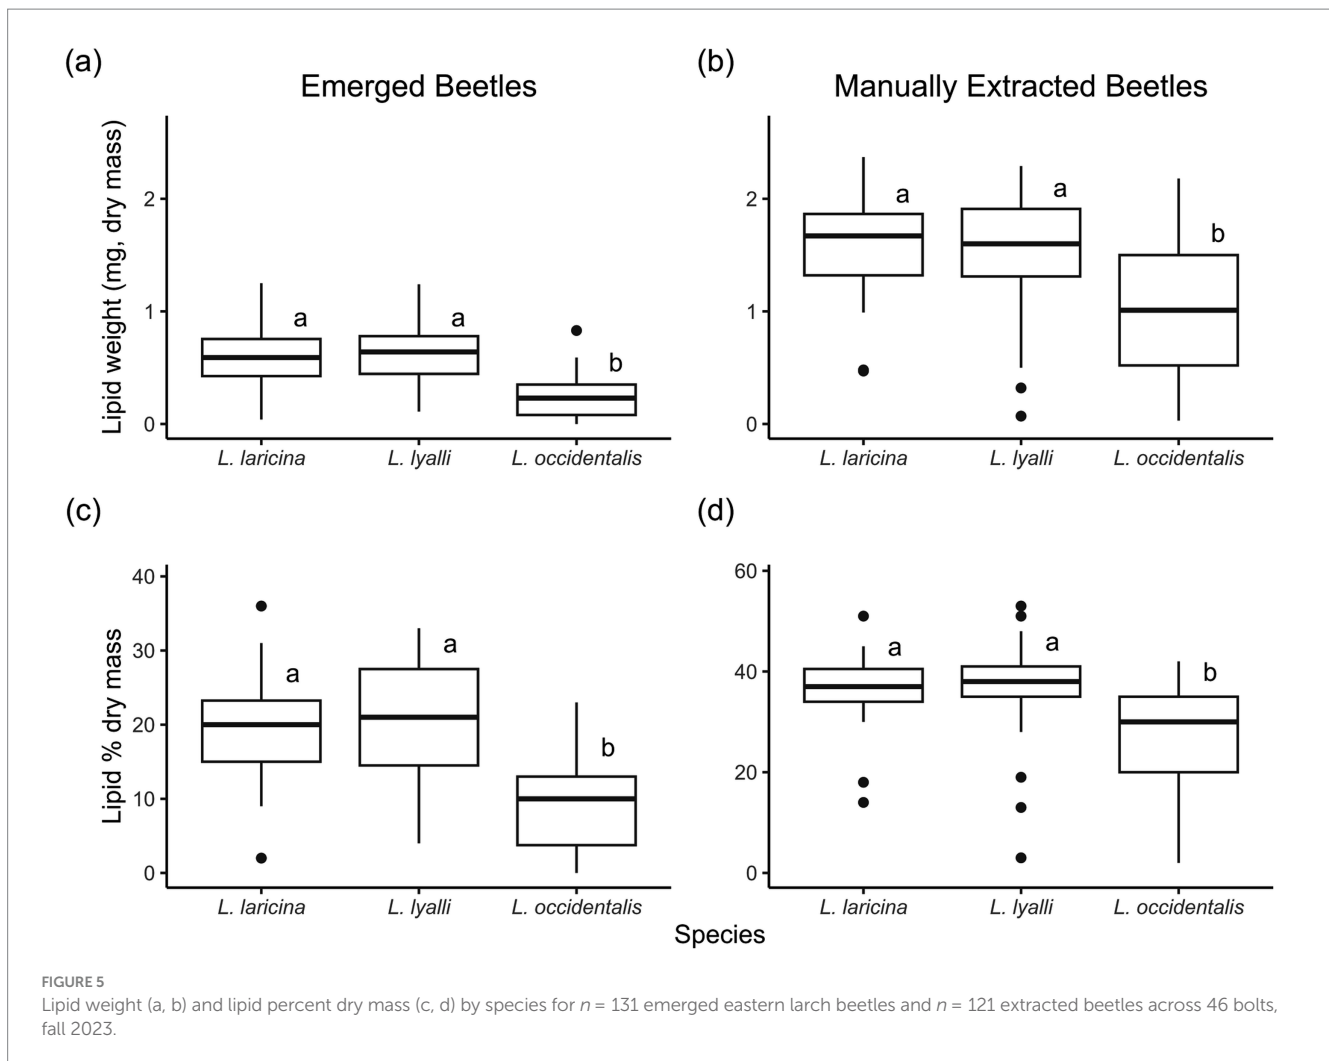 (a)
Emerged Beetles
(b)
Manually Extracted Beetles
Lipid weight (mg, dry mass)
2
1
0
a
a
b
L. laricina
L. lyalli
L. occidentalis
2
1
0
a
a
b
L. laricina
L. lyalli
L. occidentalis
(c)
Lipid % dry mass
40
30
20
10
0
a
a
b
L. laricina
L. lyalli
L. occidentalis
(d)
60
40
20
0
a
a
b
L. laricina
L. lyalli
L. occidentalis
Species
FIGURE 5
Lipid weight (a, b) and lipid percent dry mass (c, d) by species for n = 131 emerged eastern larch beetles and n = 121 extracted beetles across 46 bolts,
fall 2023.